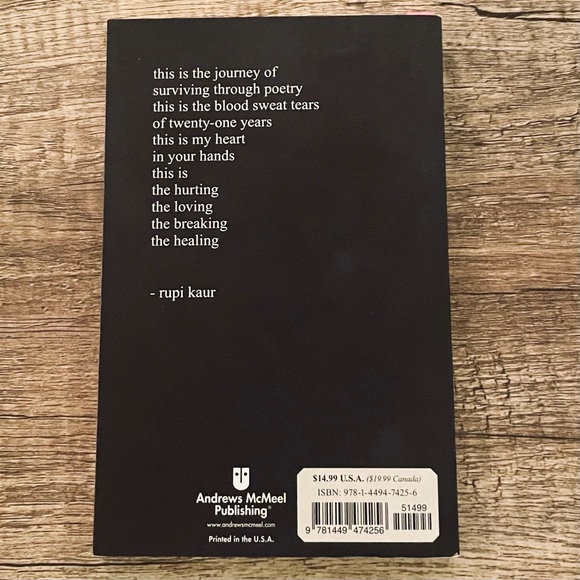 this is the journey of
surviving through poetry
this is the blood sweat tears
of twenty-one years
this is my heart
in your hands
this is
the hurting
the loving
the breaking
the healing
- rupi kaur
Andrews McMeel
Publishing®
www.andrewsmcmeel.com
Printed in the U.S.A.
$14.99 U.S.A. ($19.99 Canada)
ISBN: 978-1-4494-7425-6
51499
9 781449 474256